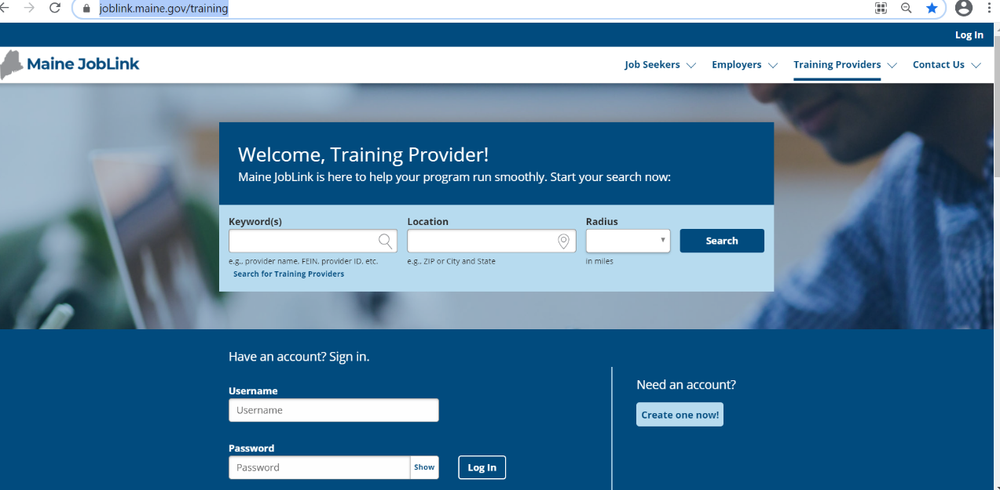 joblink.maine.gov/training
Log In
Maine JobLink
Job Seekers Employers Training Providers Contact Us
Welcome, Training Provider!
Maine JobLink is here to help your program run smoothly. Start your search now:
Keyword(s) Location Radius
Search
e.g., provider name, FEIN, provider ID, etc. e.g., ZIP or City and State in miles
Search for Training Providers
Have an account? Sign in.
Need an account?
Username
Username
Create one now!
Password
Password Show Log In